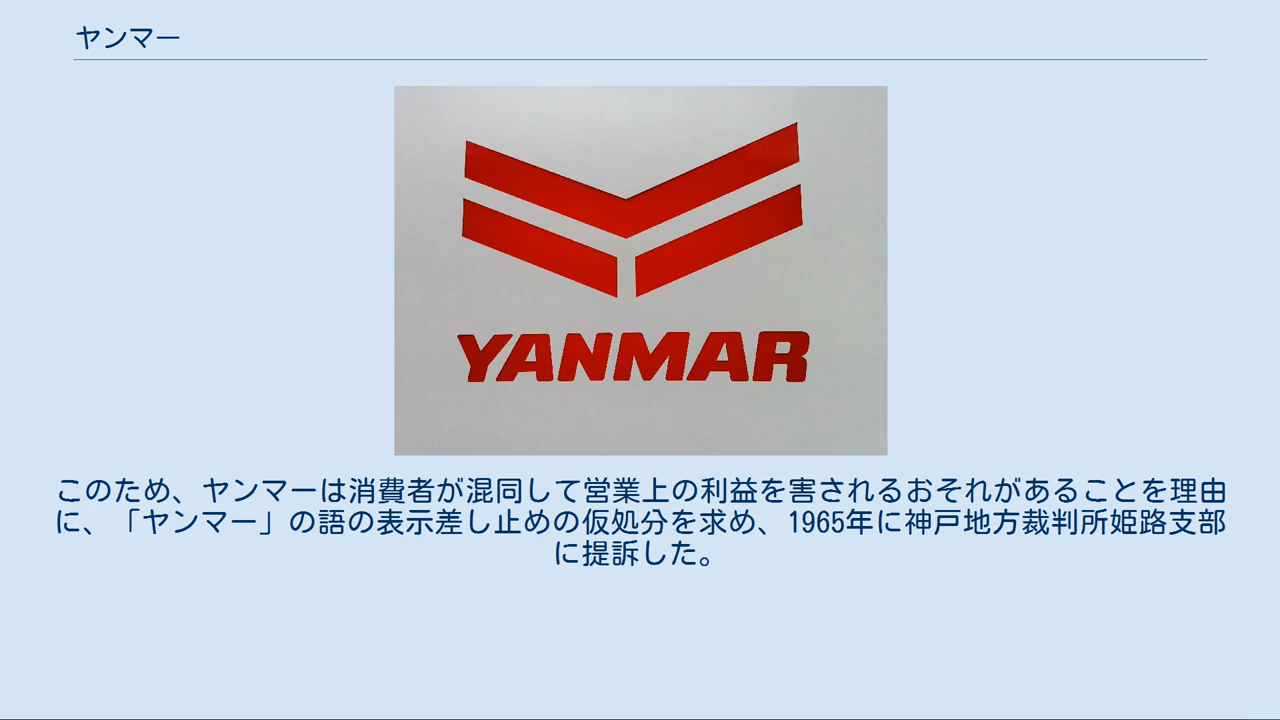 ヤンマー
YANMAR
このため、ヤンマーは消費者が混同して営業上の利益を害されるおそれがあることを理由
に、「ヤンマー」の語の表示差し止めの仮処分を求め、1965年に神戸地方裁判所姫路支部
に提訴した。